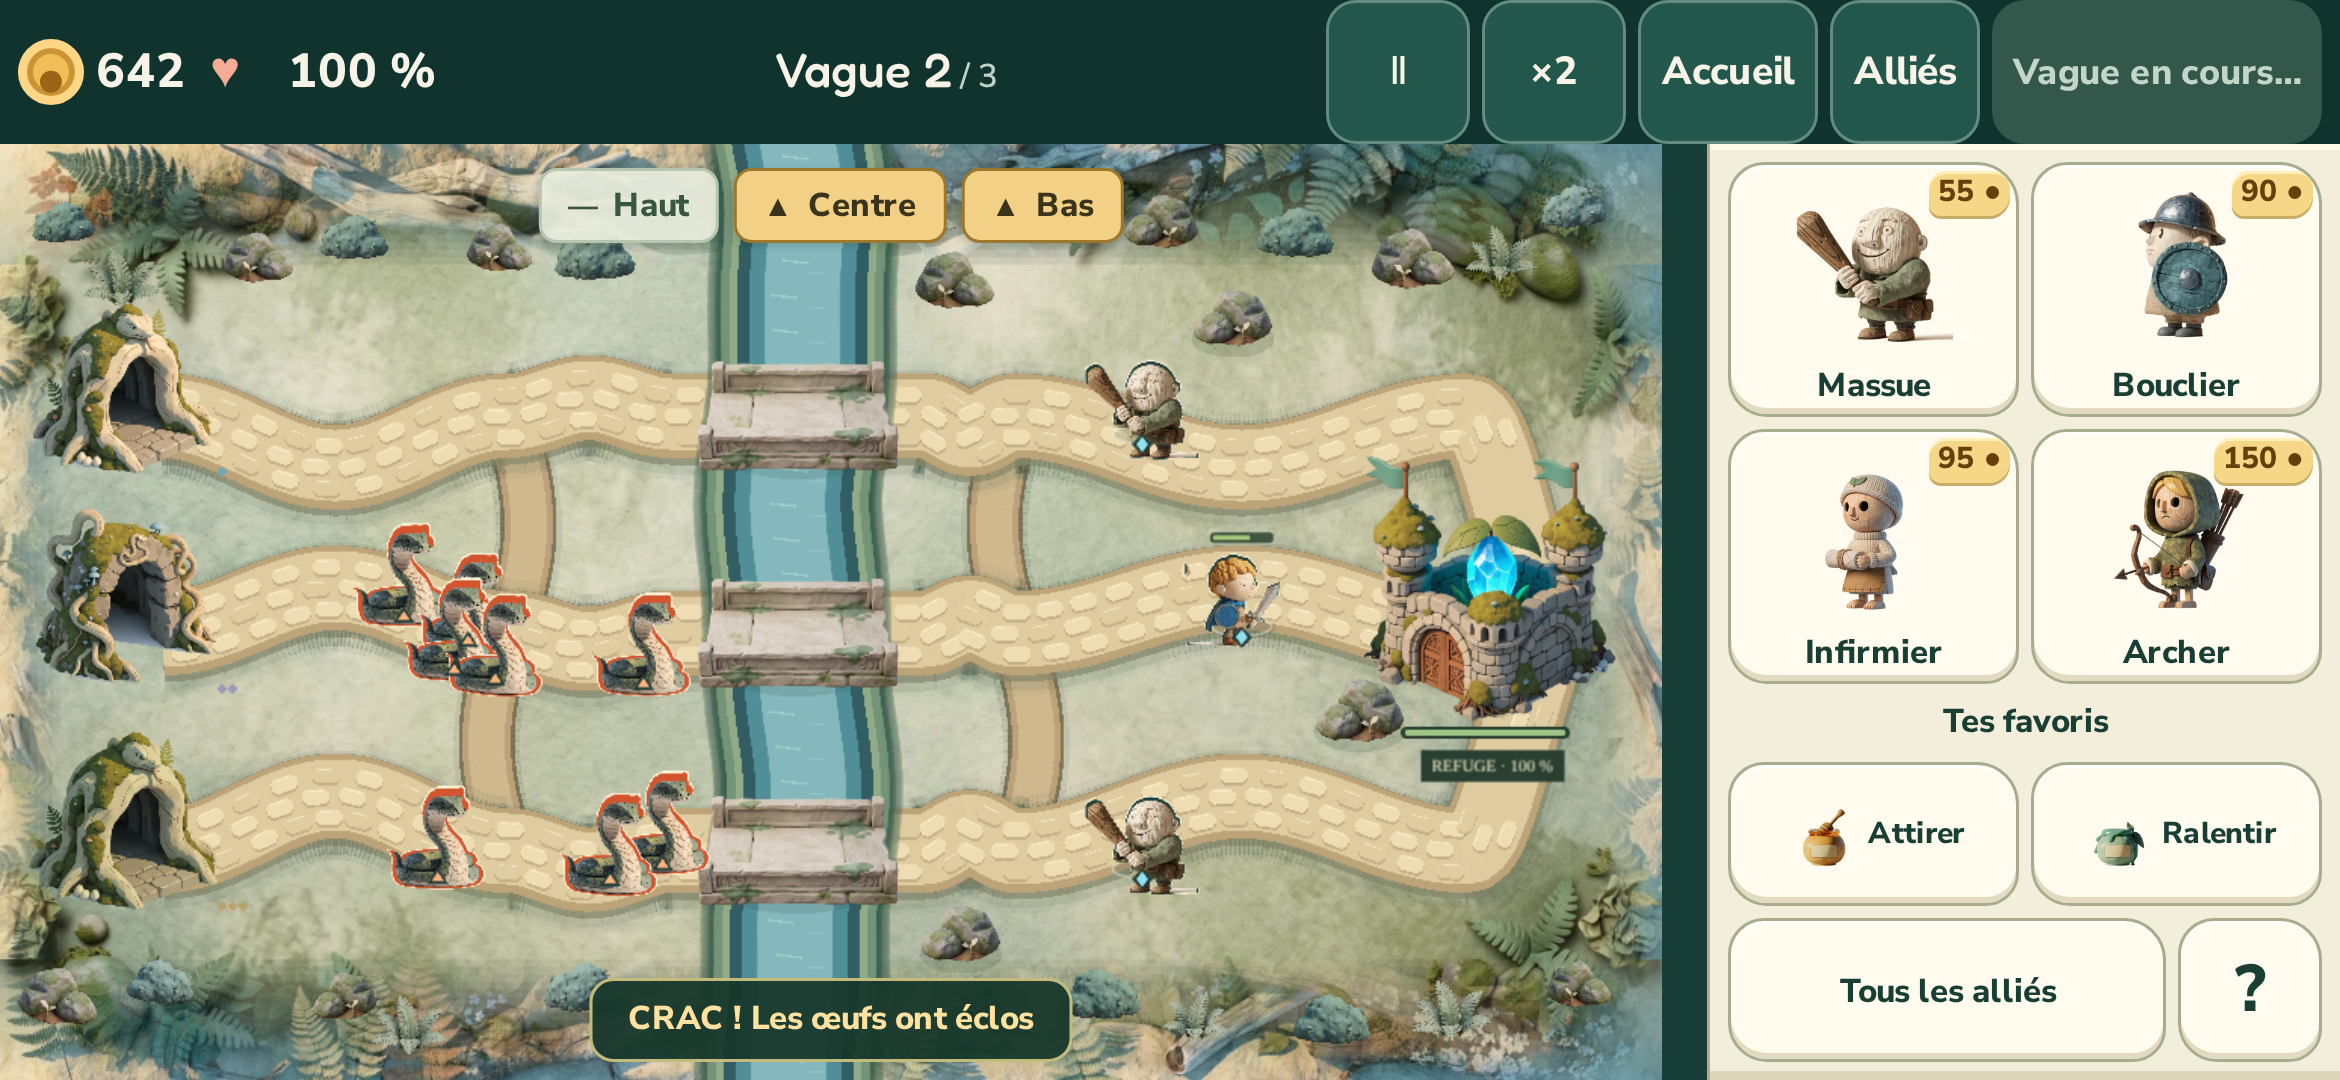 642 ♥ 100 %
Vague 2 / 3
||
×2
Accueil
Alliés
Vague en cours...
— Haut
▲ Centre
▲ Bas
55 ●
Massue
90 ●
Bouclier
95 ●
Infirmier
150 ●
Archer
Tes favoris
Attirer
Ralentir
Tous les alliés
?
REFUGE · 100 %
CRAC ! Les œufs ont éclos